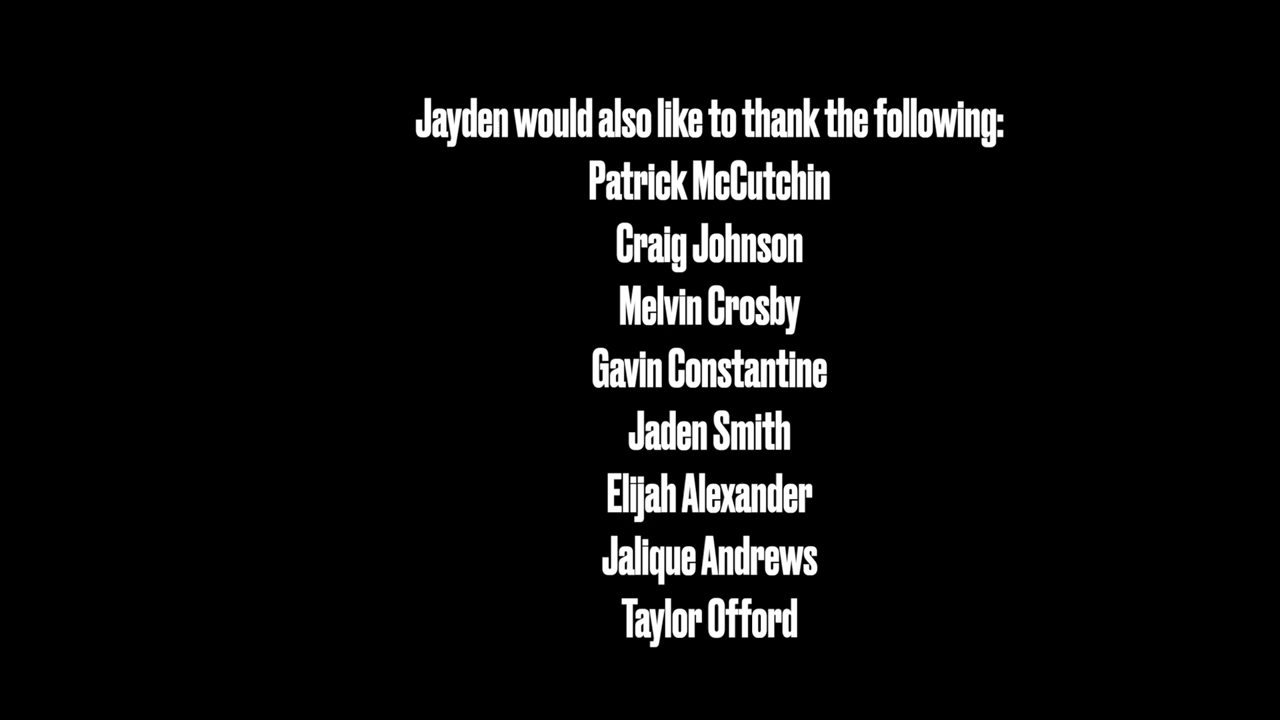 Jayden would also like to thank the following:
Patrick McCutchin
Craig Johnson
Melvin Crosby
Gavin Constantine
Jaden Smith
Elijah Alexander
Jalique Andrews
Taylor Offord